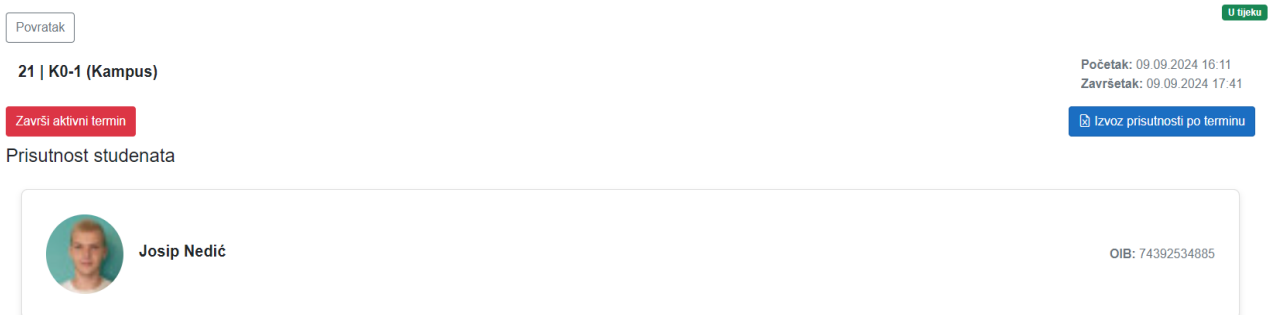 U tijeku
Povratak
21 | K0-1 (Kampus)
Početak: 09.09.2024 16:11
Završetak: 09.09.2024 17:41
Završi aktivni termin
Izvoz prisutnosti po terminu
Prisutnost studenata
Josip Nedić
OIB: 74392534885